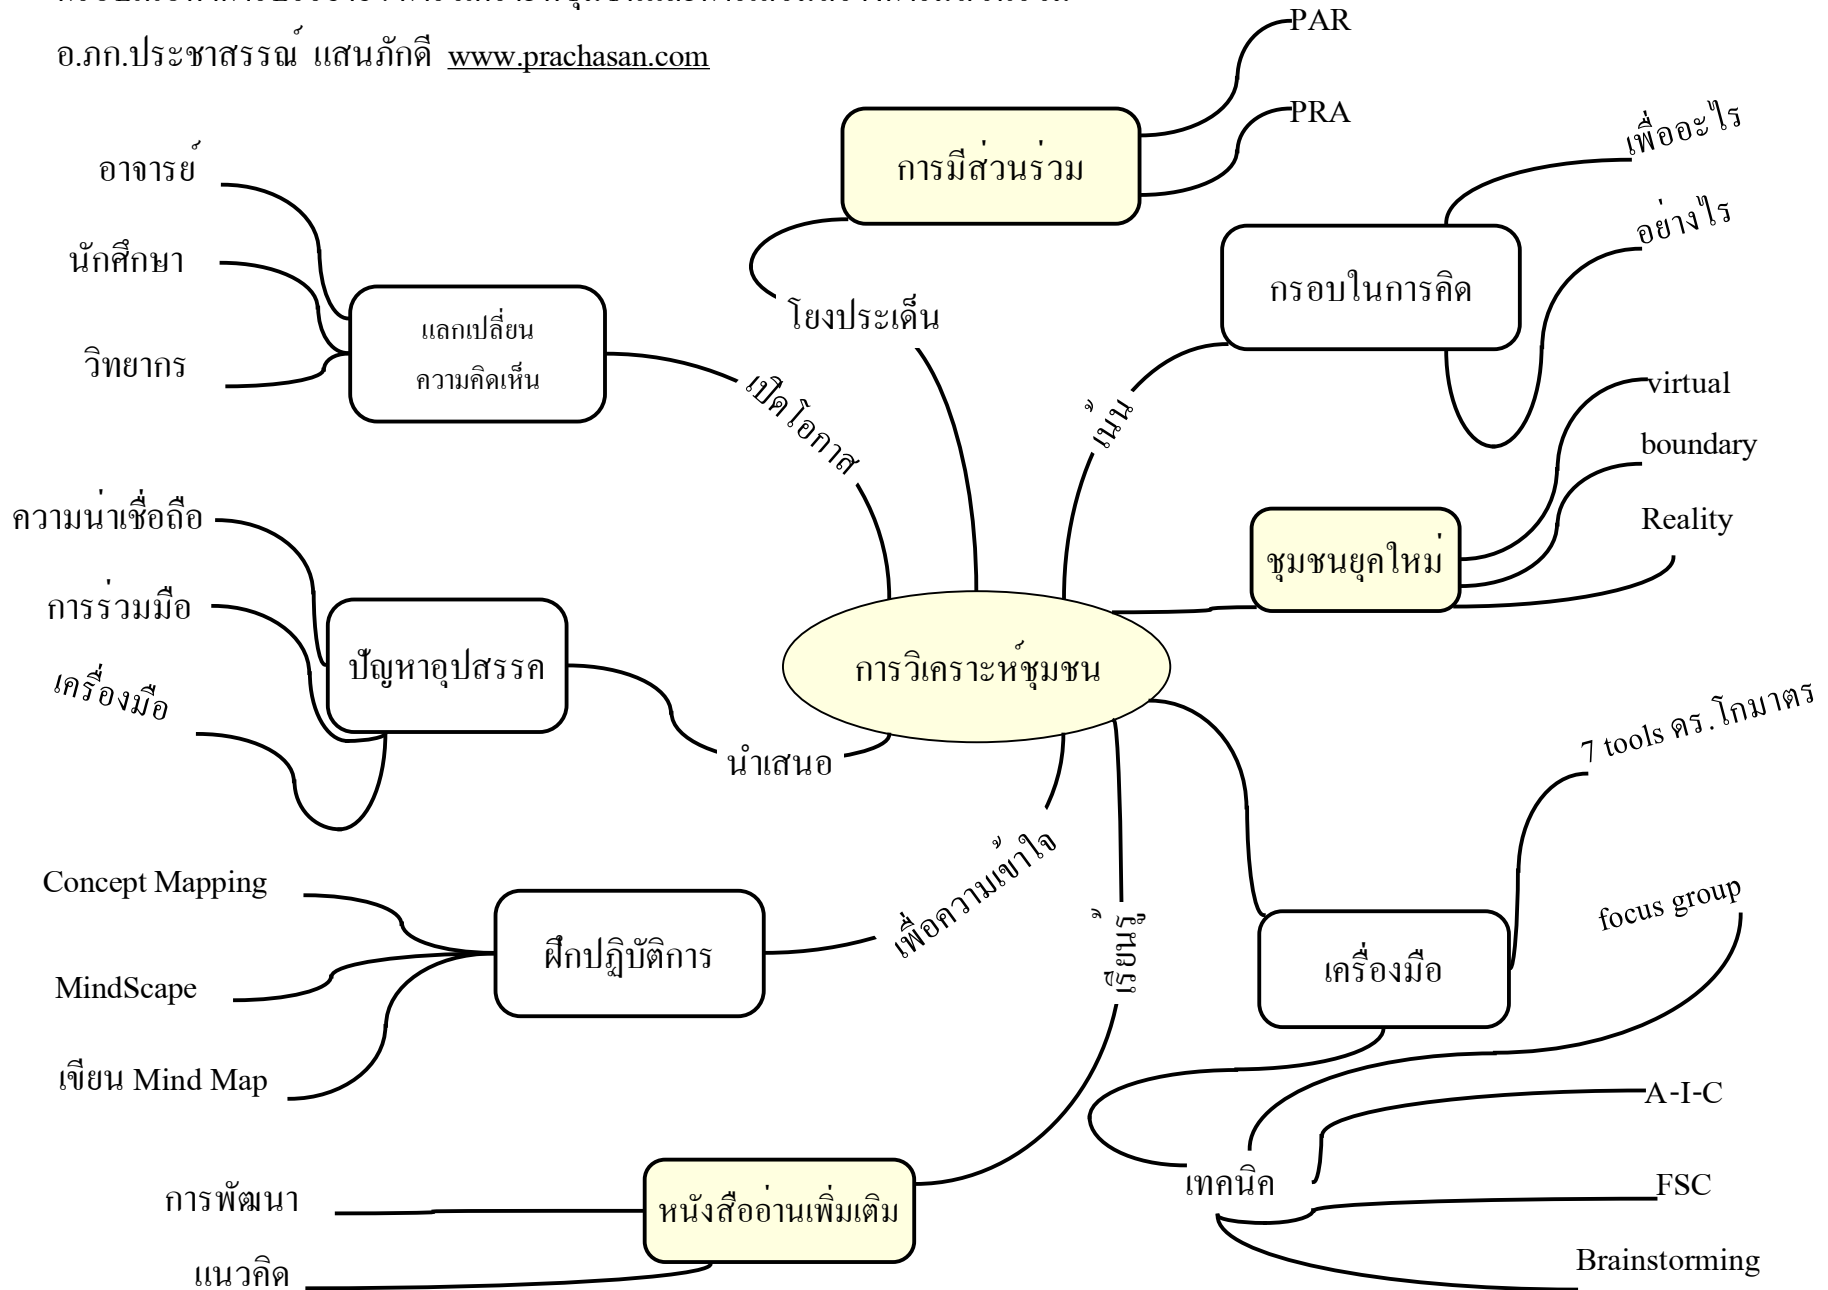 อ.ภก.ประชาสรรณ์ แสนภักดี www.prachasan.com
PAR
PRA
การมีส่วนร่วม
โยงประเด็น
เพื่ออะไร
อย่างไร
กรอบในการคิด
เน้น
อาจารย์
นักศึกษา
วิทยากร
แลกเปลี่ยน
ความคิดเห็น
เปิดโอกาส
virtual
boundary
Reality
ชุมชนยุคใหม่
ความน่าเชื่อถือ
การร่วมมือ
เครื่องมือ
ปัญหาอุปสรรค
นำเสนอ
การวิเคราะห์ชุมชน
7 tools ดร.โกมาตร
focus group
เครื่องมือ
เทคนิค
A-I-C
FSC
Brainstorming
Concept Mapping
MindScape
เขียน Mind Map
ฝึกปฏิบัติการ
เพื่อความเข้าใจ
เรียนรู้
การพัฒนา
แนวคิด
หนังสืออ่านเพิ่มเติม